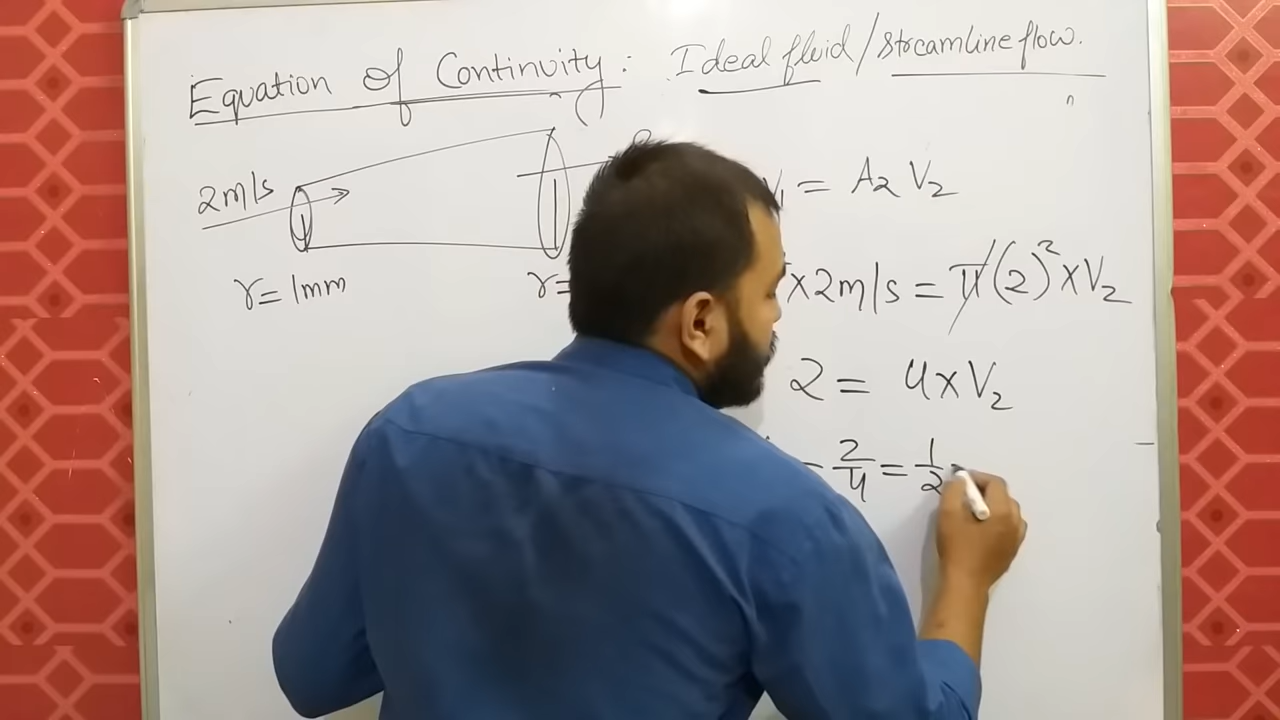 Equation of Continuity : Ideal fluid / streamline flow.
2m/s
= A₂ V₂
r = 1mm
r =
x 2m/s = π (2)² x V₂
2 = 4 x V₂
= 2/4 = 1/2